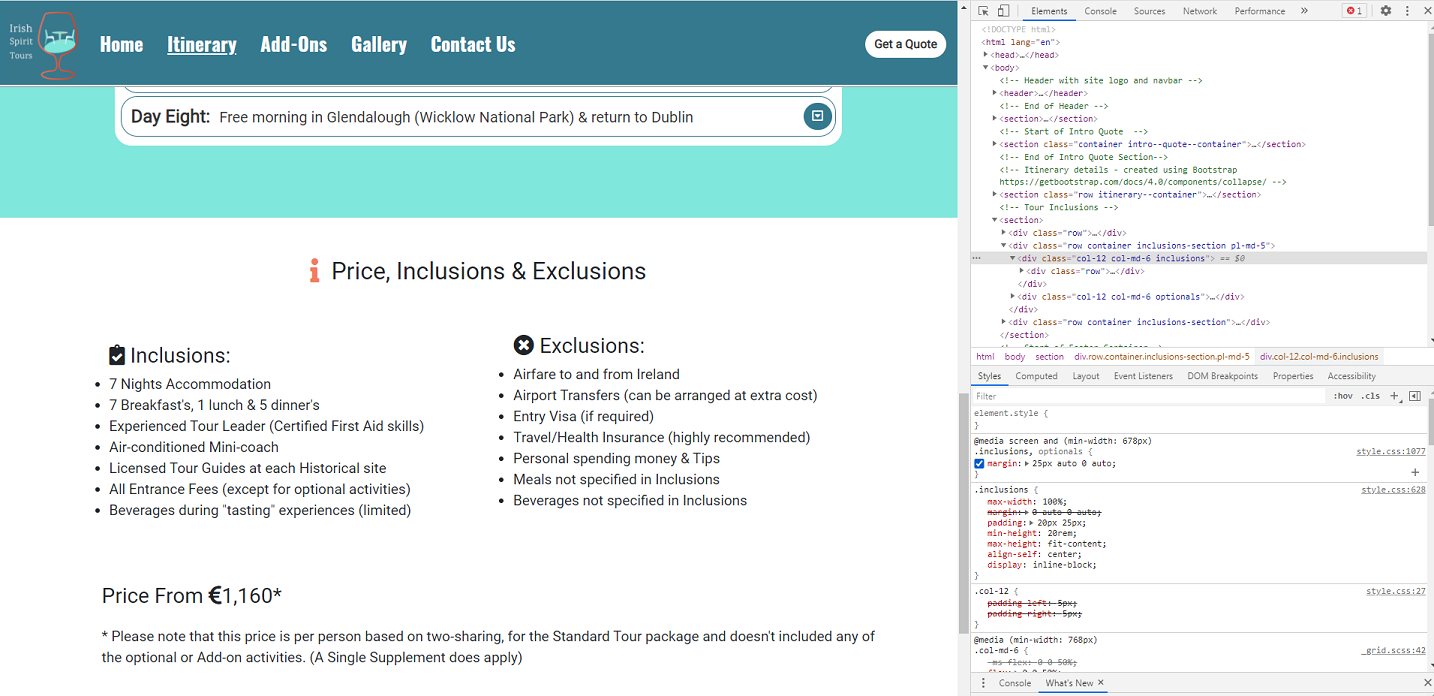 Irish
Spirit
Tours
Home Itinerary Add-Ons Gallery Contact Us
Get a Quote
Day Eight: Free morning in Glendalough (Wicklow National Park) & return to Dublin
Price, Inclusions & Exclusions
Inclusions:
7 Nights Accommodation
7 Breakfast's, 1 lunch & 5 dinner's
Experienced Tour Leader (Certified First Aid skills)
Air-conditioned Mini-coach
Licensed Tour Guides at each Historical site
All Entrance Fees (except for optional activities)
Beverages during "tasting" experiences (limited)
Exclusions:
Airfare to and from Ireland
Airport Transfers (can be arranged at extra cost)
Entry Visa (if required)
Travel/Health Insurance (highly recommended)
Personal spending money & Tips
Meals not specified in Inclusions
Beverages not specified in Inclusions
Price From €1,160*
* Please note that this price is per person based on two-sharing, for the Standard Tour package and doesn't included any of
the optional or Add-on activities. (A Single Supplement does apply)
Elements Console Sources Network Performance » 1
<!DOCTYPE html>
<html lang="en">
<head>…</head>
<body>
<!-- Header with site logo and navbar -->
<header>…</header>
<!-- End of Header -->
<section>…</section>
<!-- Start of Intro Quote  -->
<section class="container intro--quote--container">…</section>
<!-- End of Intro Quote Section-->
<!-- Itinerary details - created using Bootstrap
https://getbootstrap.com/docs/4.0/components/collapse/ -->
<section class="row itinerary--container">…</section>
<!-- Tour Inclusions -->
<section>
<div class="row">…</div>
<div class="row container inclusions-section pl-md-5">
<div class="col-12 col-md-6 inclusions"> == $0
<div class="row">…</div>
</div>
<div class="col-12 col-md-6 optionals">…</div>
</div>
<div class="row container inclusions-section">…</div>
</section>
html body section div.row.container.inclusions-section.pl-md-5 div.col-12.col-md-6.inclusions
Styles Computed Layout Event Listeners DOM Breakpoints Properties Accessibility
Filter :hov .cls +
element.style {
}
@media screen and (min-width: 678px)
.inclusions, optionals { style.css:1077
margin: 25px auto 0 auto;
}
.inclusions { style.css:628
max-width: 100%;
margin: 0 auto 0 auto;
padding: 20px 25px;
min-height: 20rem;
max-height: fit-content;
align-self: center;
display: inline-block;
}
.col-12 { style.css:27
padding-left: 5px;
padding-right: 5px;
}
@media (min-width: 768px)
.col-md-6 { _grid.scss:42
-ms-flex: 0 0 50%;
flex: 0 0 50%;
Console What's New ×